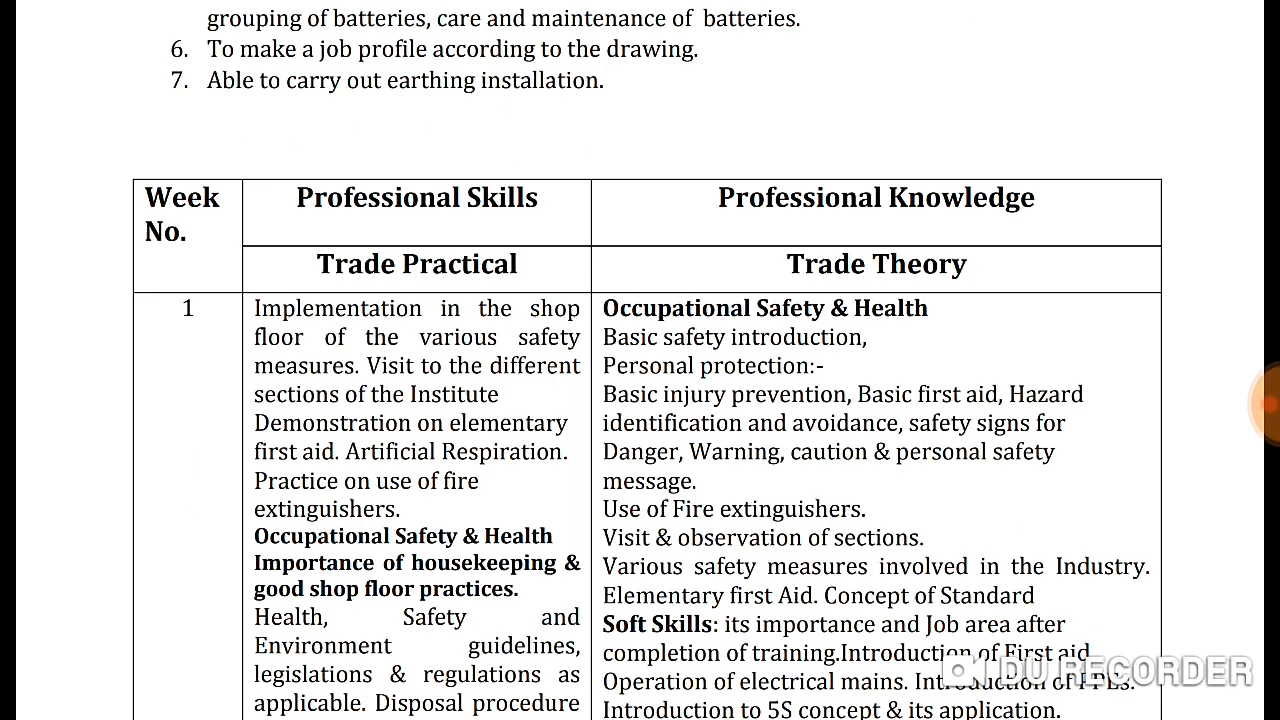 grouping of batteries, care and maintenance of batteries.
6. To make a job profile according to the drawing.
7. Able to carry out earthing installation.
Week No.
Professional Skills
Professional Knowledge
Trade Practical
Trade Theory
1
Implementation in the shop
floor of the various safety
measures. Visit to the different
sections of the Institute
Demonstration on elementary
first aid. Artificial Respiration.
Practice on use of fire
extinguishers.
Occupational Safety & Health
Importance of housekeeping &
good shop floor practices.
Health, Safety and
Environment guidelines,
legislations & regulations as
applicable. Disposal procedure
Occupational Safety & Health
Basic safety introduction,
Personal protection:-
Basic injury prevention, Basic first aid, Hazard
identification and avoidance, safety signs for
Danger, Warning, caution & personal safety
message.
Use of Fire extinguishers.
Visit & observation of sections.
Various safety measures involved in the Industry.
Elementary first Aid. Concept of Standard
Soft Skills: its importance and Job area after
completion of training.Introduction of First aid.
Operation of electrical mains. Introduction of PPEs.
Introduction to 5S concept & its application.
DU RECORDER